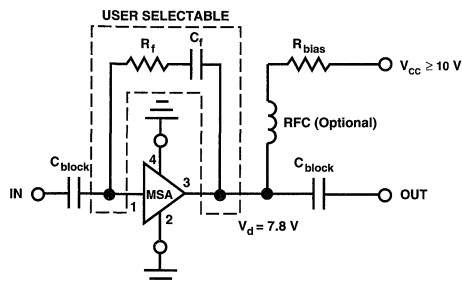 USER SELECTABLE
R_f
C_f
R_bias
V_CC ≥ 10 V
RFC (Optional)
C_block
4
C_block
IN
MSA
3
OUT
1
2
V_d = 7.8 V